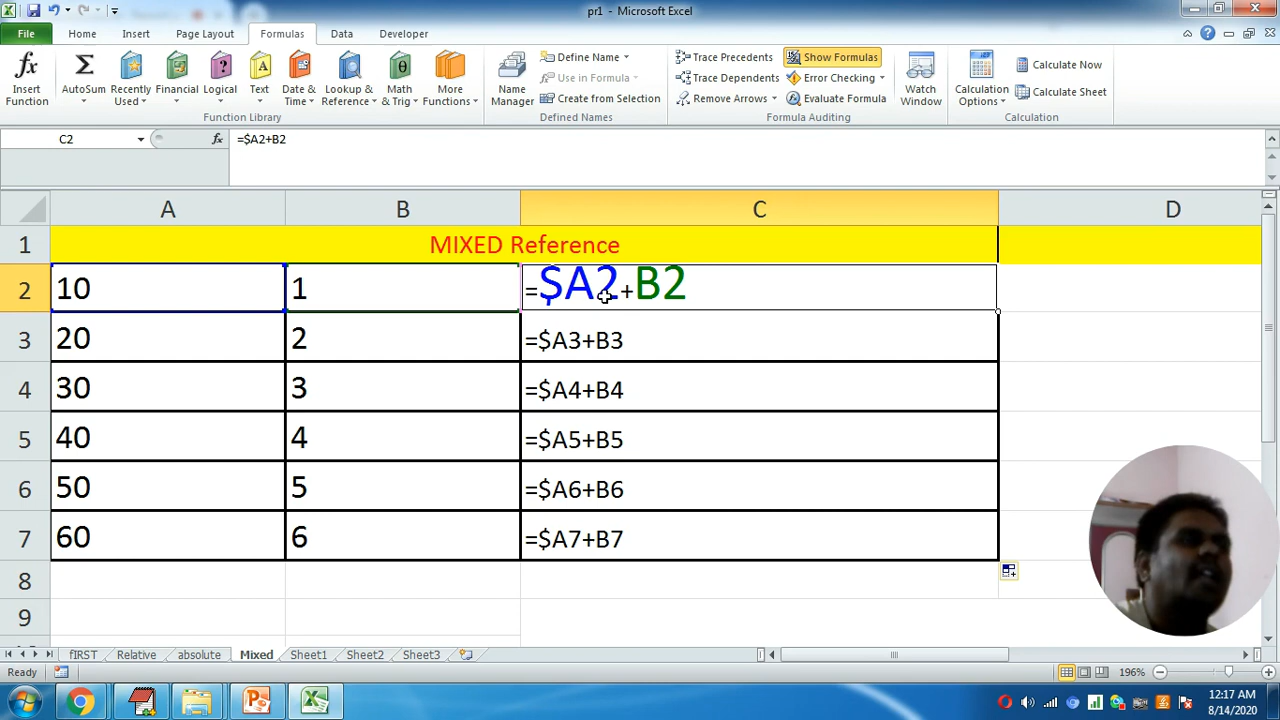 pr1 - Microsoft Excel
File Home Insert Page Layout Formulas Data Developer
Insert Function
AutoSum
Recently Used
Financial
Logical
Text
Date & Time
Lookup & Reference
Math & Trig
More Functions
Function Library
Name Manager
Define Name
Use in Formula
Create from Selection
Defined Names
Trace Precedents
Trace Dependents
Remove Arrows
Show Formulas
Error Checking
Evaluate Formula
Formula Auditing
Watch Window
Calculation Options
Calculate Now
Calculate Sheet
Calculation
C2 fx =$A2+B2
A B C D
1 MIXED Reference
2 10 1 =$A2+B2
3 20 2 =$A3+B3
4 30 3 =$A4+B4
5 40 4 =$A5+B5
6 50 5 =$A6+B6
7 60 6 =$A7+B7
8
9
fIRST Relative absolute Mixed Sheet1 Sheet2 Sheet3
Ready 196%
12:17 AM
8/14/2020